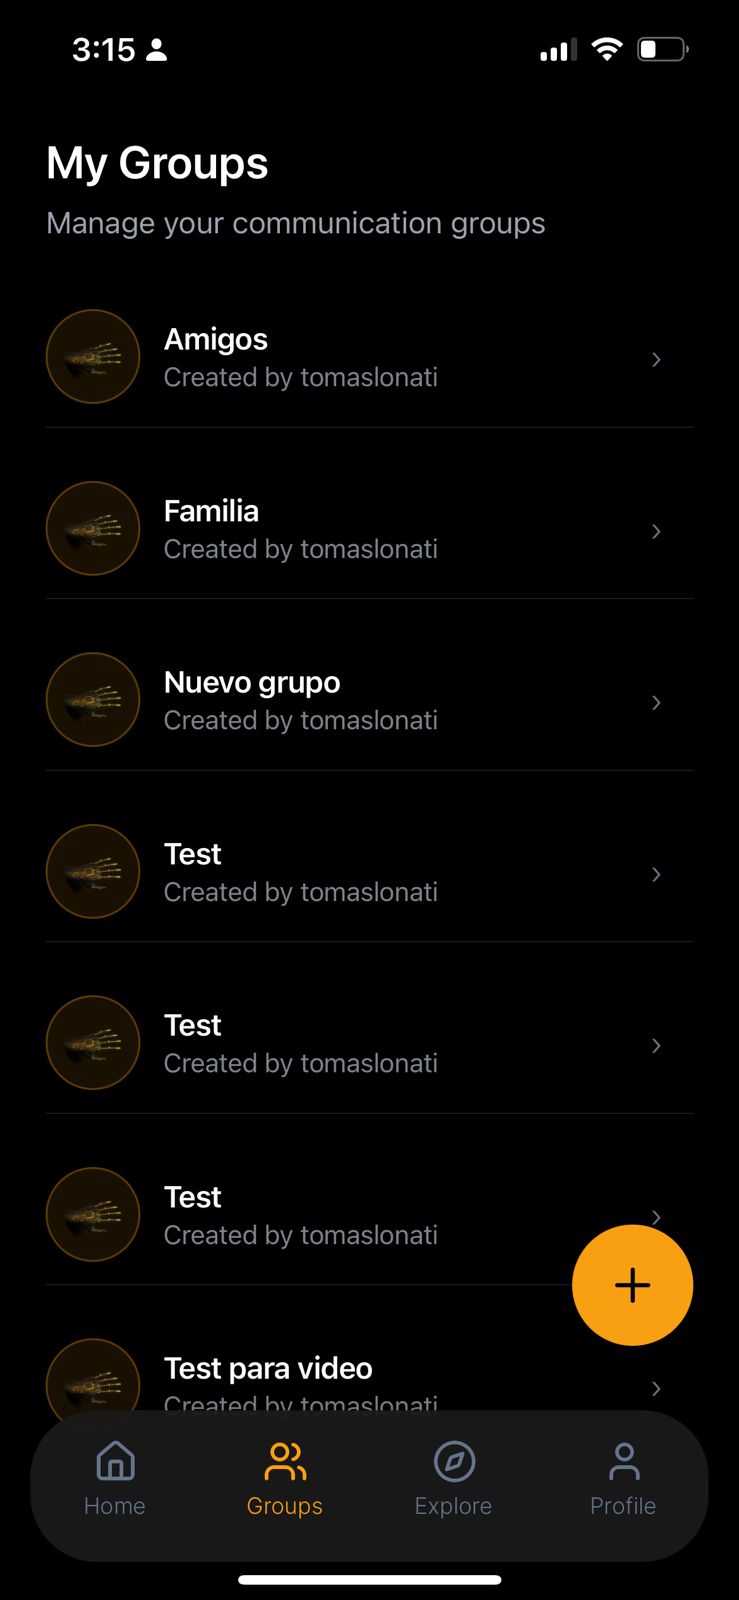 3:15
My Groups
Manage your communication groups
Amigos
Created by tomaslonati
Familia
Created by tomaslonati
Nuevo grupo
Created by tomaslonati
Test
Created by tomaslonati
Test
Created by tomaslonati
Test
Created by tomaslonati
Test para video
Created by tomaslonati
Home
Groups
Explore
Profile